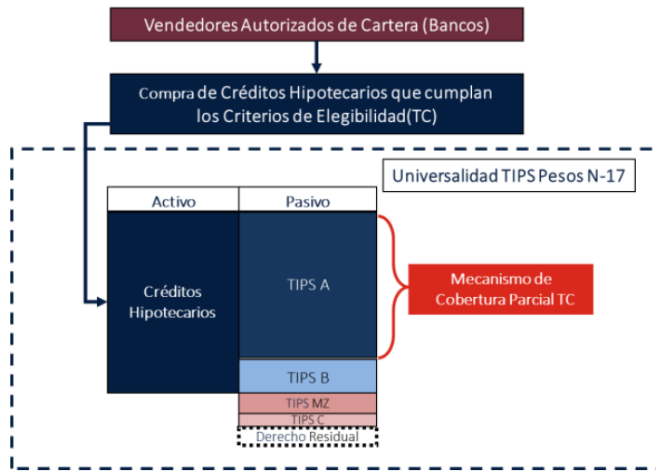 Vendedores Autorizados de Cartera (Bancos)
Compra de Créditos Hipotecarios que cumplan
los Criterios de Elegibilidad(TC)
Universalidad TIPS Pesos N-17
Activo
Pasivo
Créditos
Hipotecarios
TIPS A
Mecanismo de
Cobertura Parcial TC
TIPS B
TIPS MZ
TIPS C
Derecho Residual